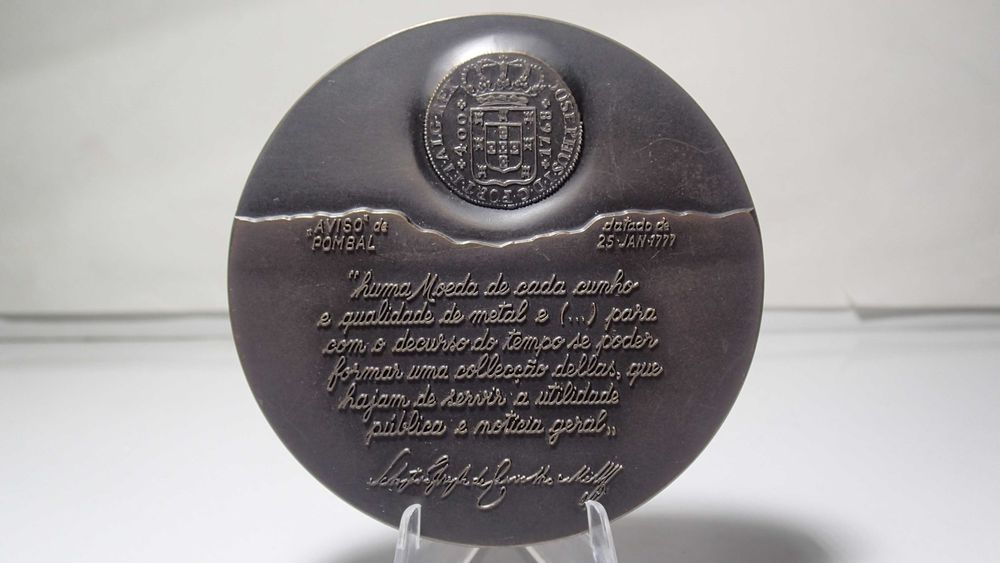 JOSEPHUS.I.D.G.PORT.ET.ALG.REX
400
1768
„AVISO" de
POMBAL
datado de
25·JAN·1777
"huma Moeda de cada cunho
e qualidade de metal e (...) para
com o decurso do tempo se poder
formar uma collecção dellas, que
hajam de servir a utilidade
pública e notícia geral„